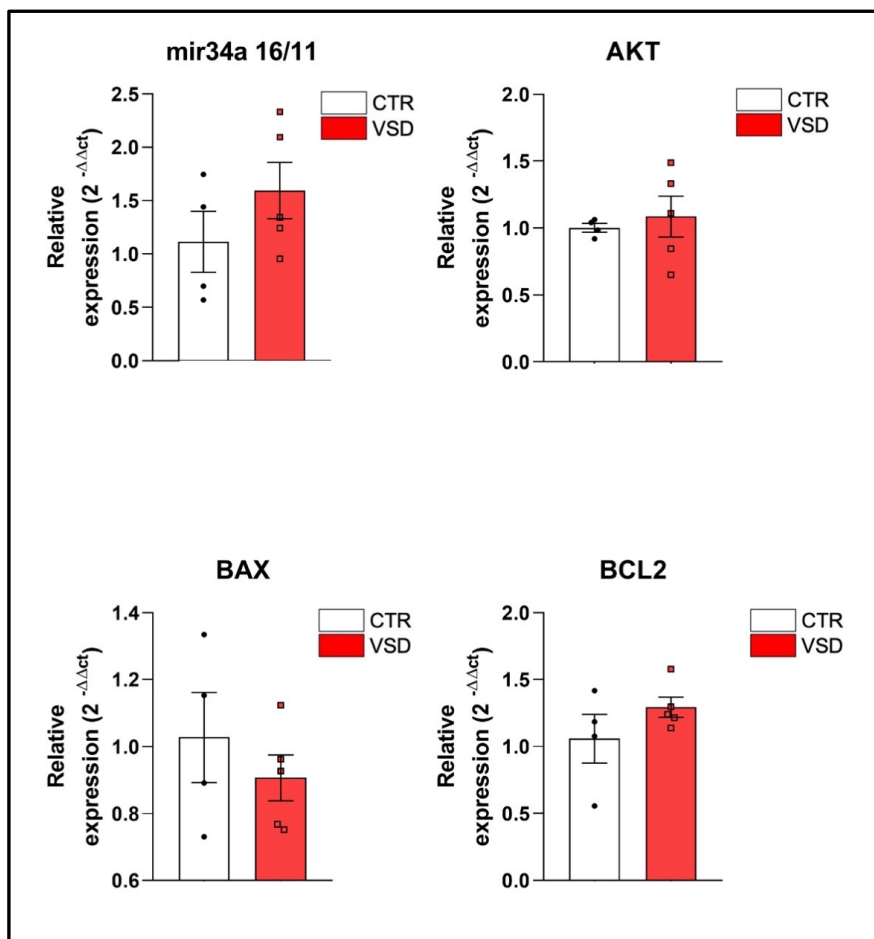 mir34a 16/11
2.5
2.0
1.5
1.0
0.5
0.0
Relative
expression (2 -ΔΔct)
CTR
VSD
AKT
2.0
1.5
1.0
0.5
0.0
Relative
expression (2 -ΔΔct)
CTR
VSD
BAX
1.4
1.2
1.0
0.8
0.6
Relative
expression (2 -ΔΔct)
CTR
VSD
BCL2
2.0
1.5
1.0
0.5
0.0
Relative
expression (2 -ΔΔct)
CTR
VSD